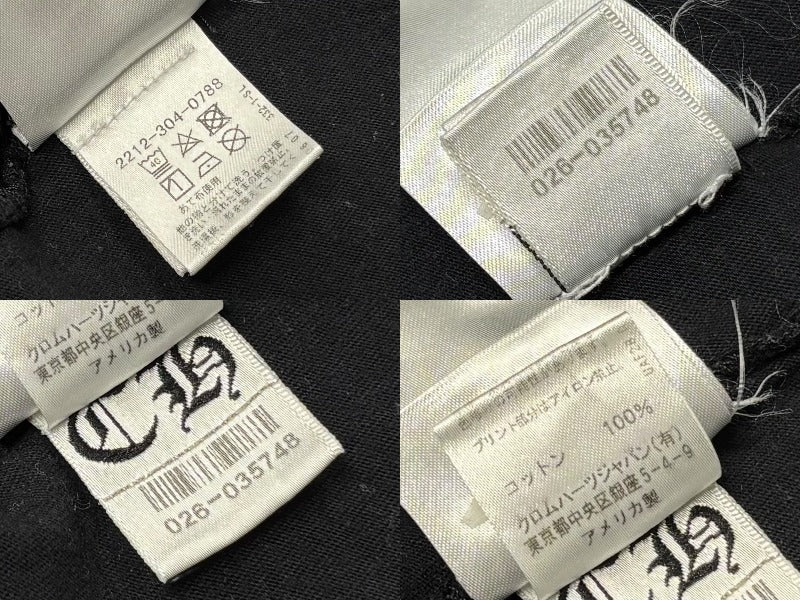 2212-304-0788
40
あて布使用
026-035748
クロムハーツジャパン
東京都中央区銀座5-
アメリカ製
CH
026-035748
プリント部分はアイロン禁止。
コットン 100%
クロムハーツジャパン(有)
東京都中央区銀座5-4-9
アメリカ製
CH